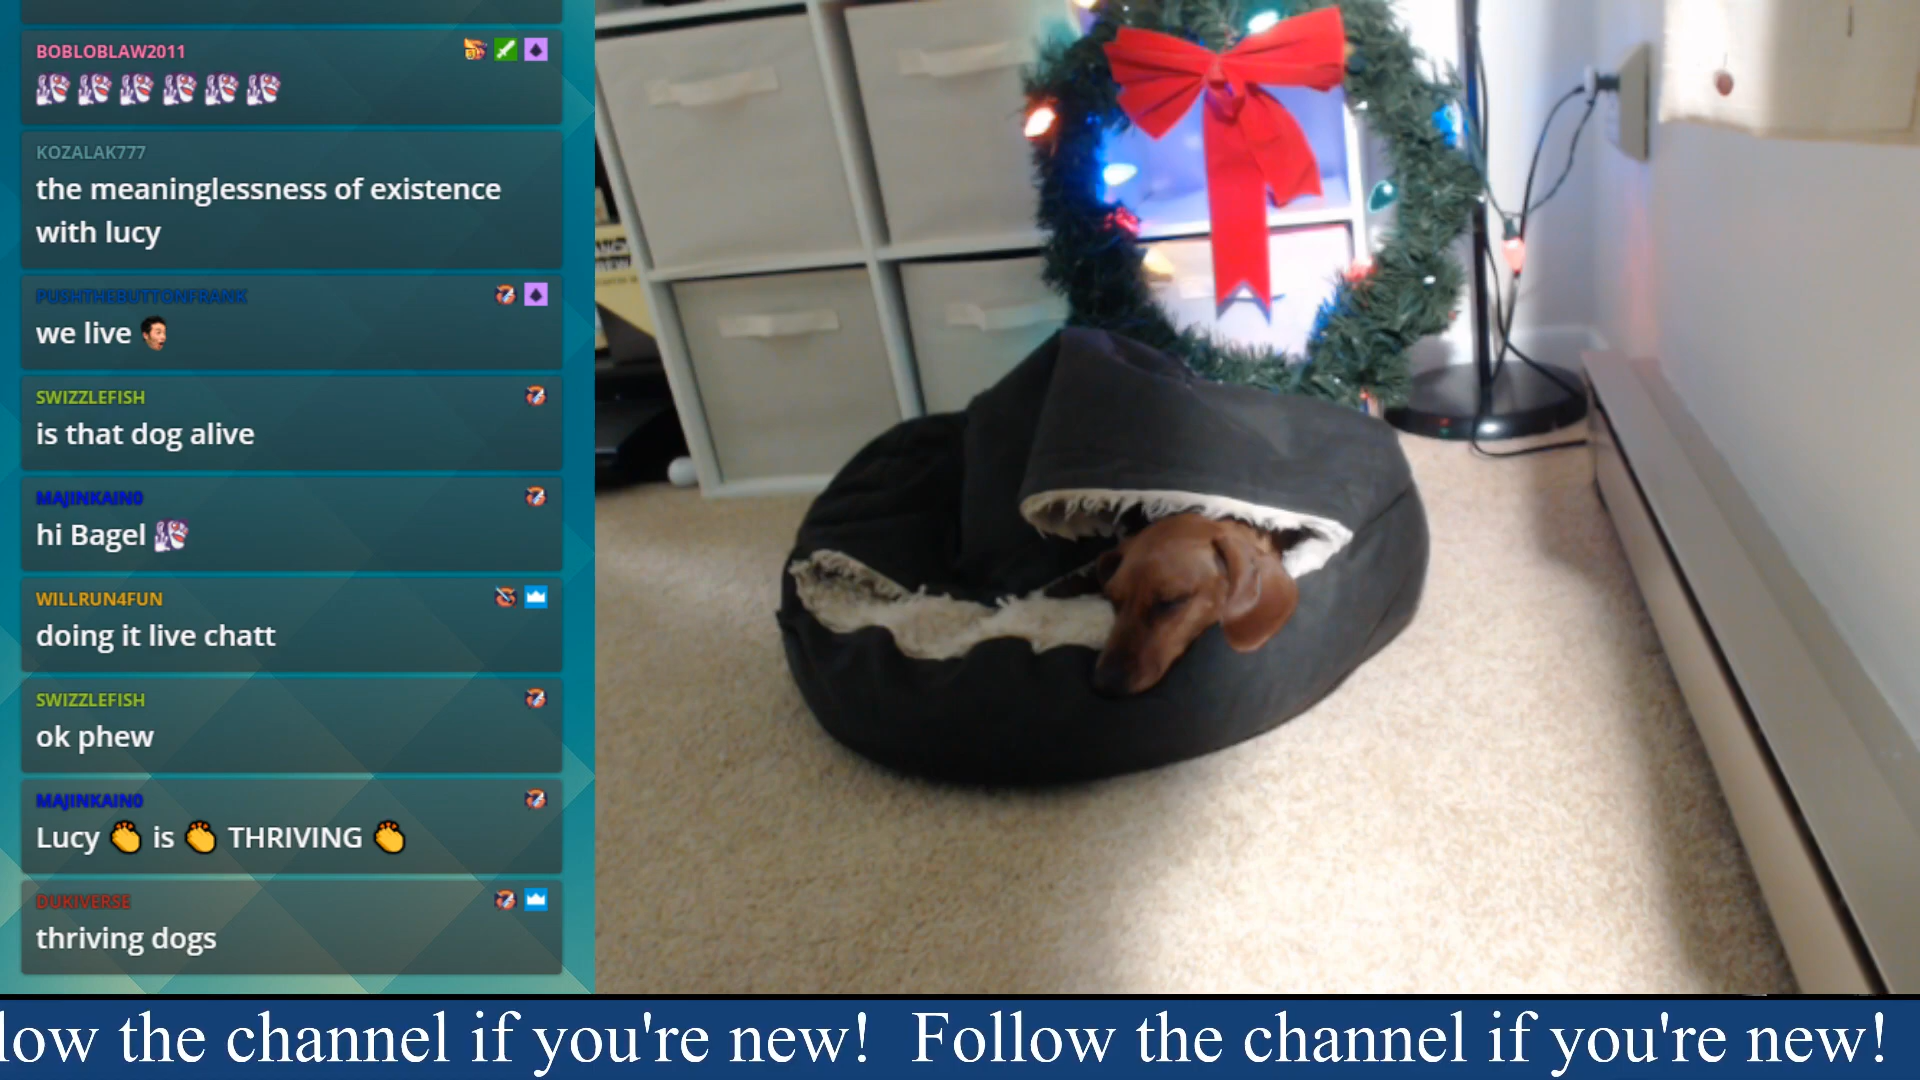 BOBLOBLAW2011
KOZALAK777
the meaninglessness of existence
with lucy
PUSHTHEBUTTONFRANK
we live
SWIZZLEFISH
is that dog alive
MAJINKAIN0
hi Bagel
WILLRUN4FUN
doing it live chatt
SWIZZLEFISH
ok phew
MAJINKAIN0
Lucy 👏 is 👏 THRIVING 👏
DUKIVERSE
thriving dogs
low the channel if you're new! Follow the channel if you're new!